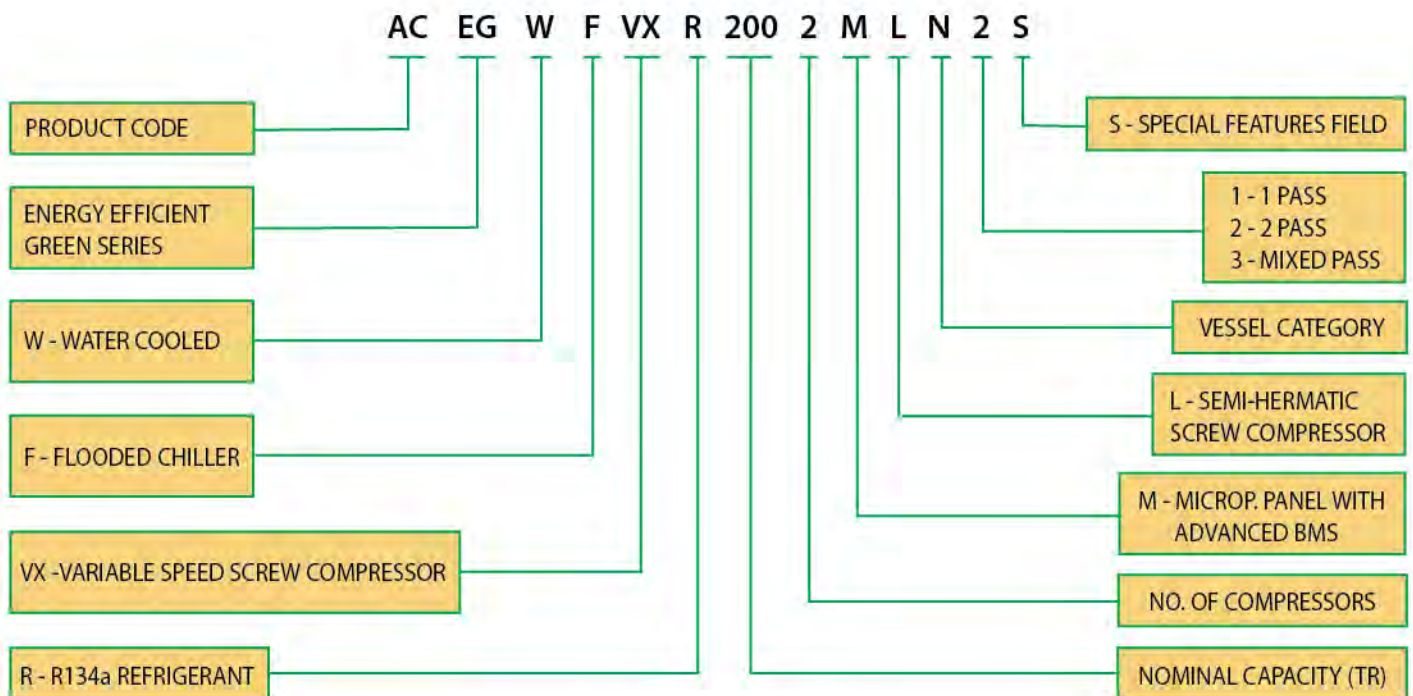 AC EG W F VX R 200 2 M L N 2 S
PRODUCT CODE
ENERGY EFFICIENT
GREEN SERIES
W - WATER COOLED
F - FLOODED CHILLER
VX -VARIABLE SPEED SCREW COMPRESSOR
R - R134a REFRIGERANT
S - SPECIAL FEATURES FIELD
1 - 1 PASS
2 - 2 PASS
3 - MIXED PASS
VESSEL CATEGORY
L - SEMI-HERMATIC
SCREW COMPRESSOR
M - MICROP. PANEL WITH
ADVANCED BMS
NO. OF COMPRESSORS
NOMINAL CAPACITY (TR)